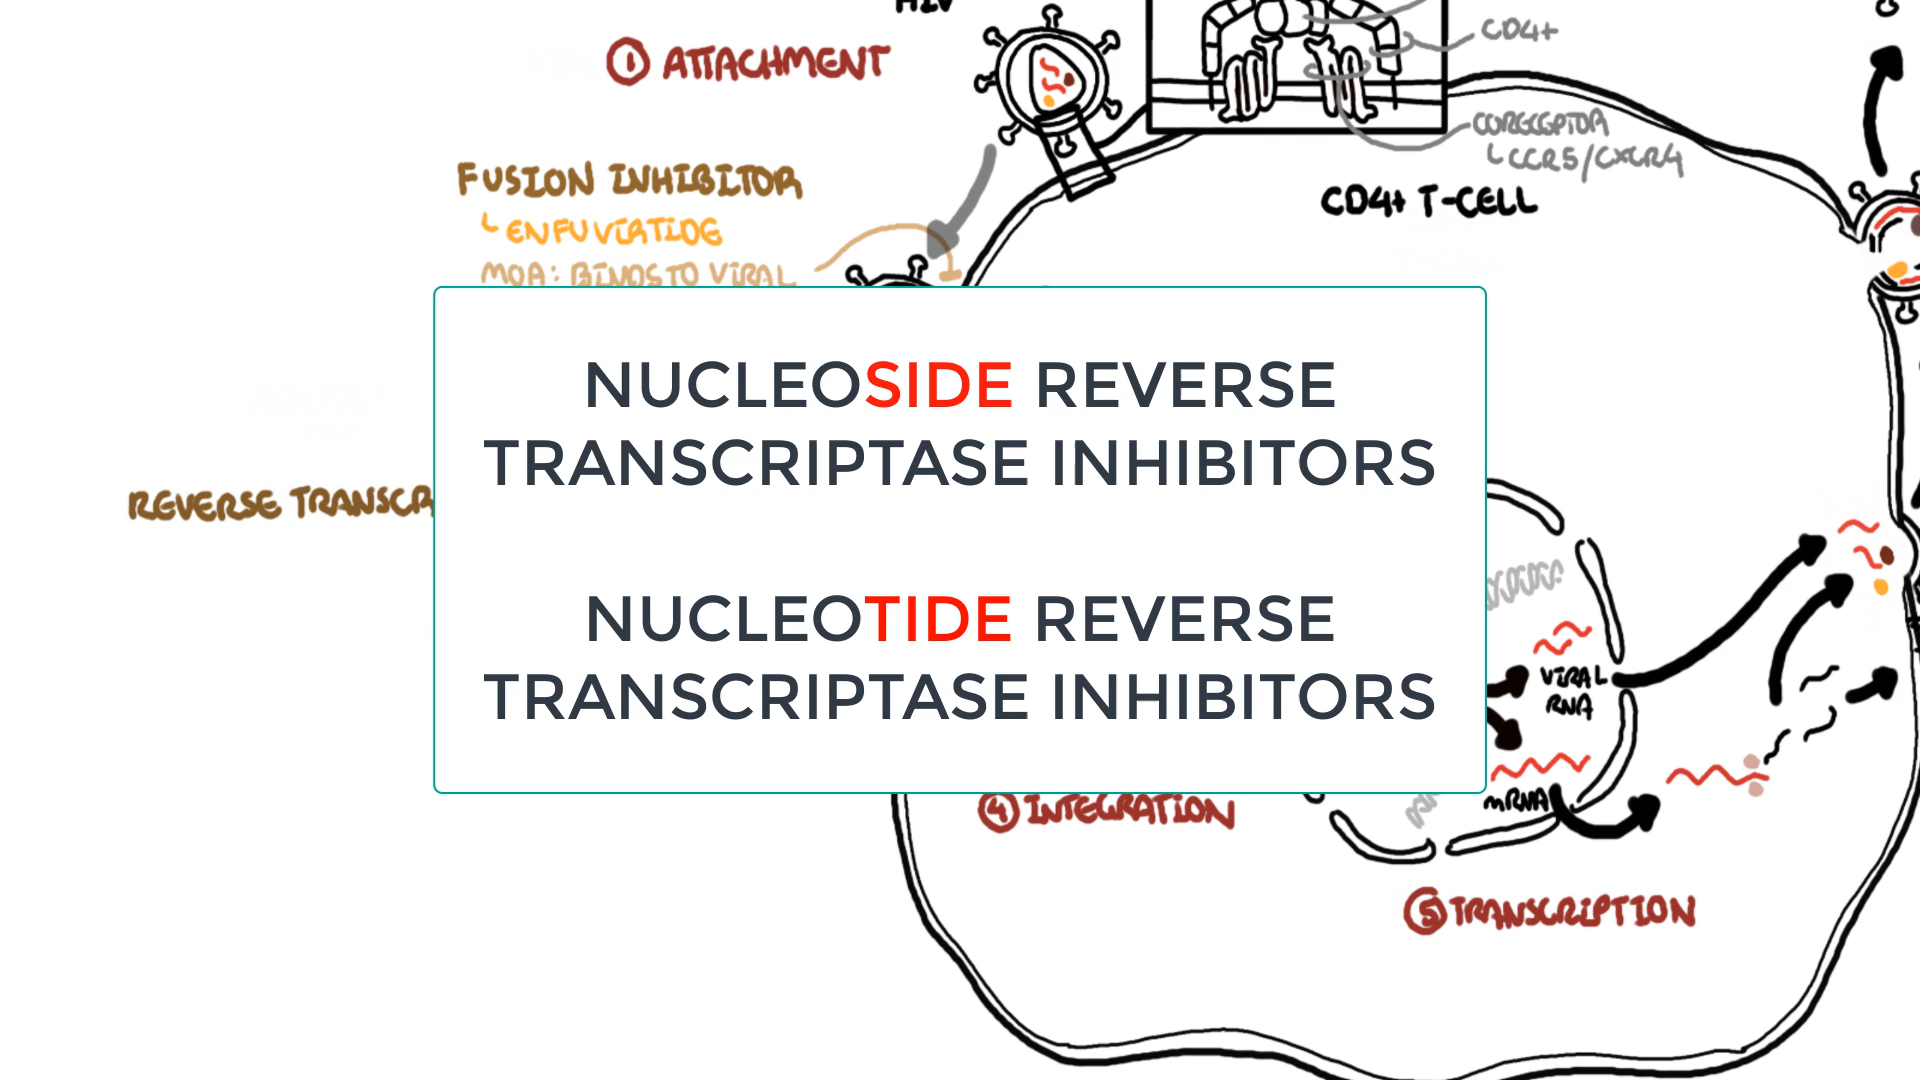 HIV
① ATTACHMENT
CD4+
CORECEPTOR
CCR5/CXCR4
FUSION INHIBITOR
ENFUVIRTIDE
MOA: BINDS TO VIRAL
CD4+ T-CELL
NUCLEOSIDE REVERSE
TRANSCRIPTASE INHIBITORS
REVERSE TRANSCR
NUCLEOTIDE REVERSE
TRANSCRIPTASE INHIBITORS
VIRAL
RNA
mRNA
④ INTEGRATION
⑤ TRANSCRIPTION